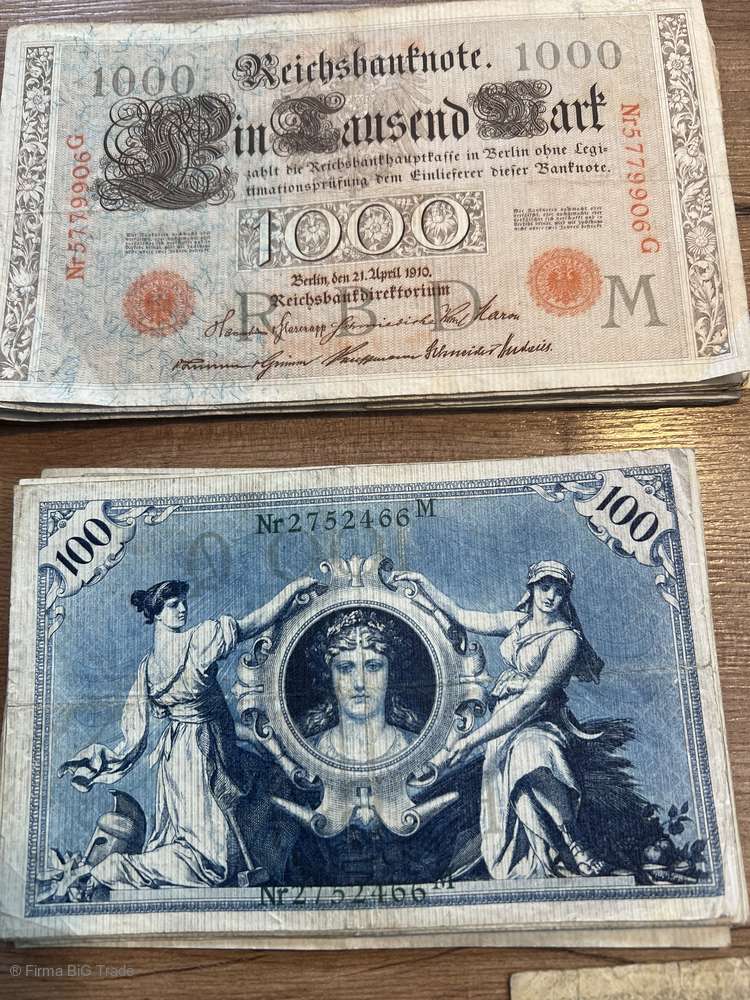 1000
Reichsbanknote.
1000
Ein Tausend Mark
zahlt die Reichsbankhauptkasse in Berlin ohne Legi-
timationsprüfung dem Einlieferer dieser Banknote.
Nr5779906G
Nr5779906G
1000
Berlin, den 21. April 1910.
Reichsbankdirektorium
R B D M
100
Nr2752466M
100
Nr2752466M
® Firma BiG Trade